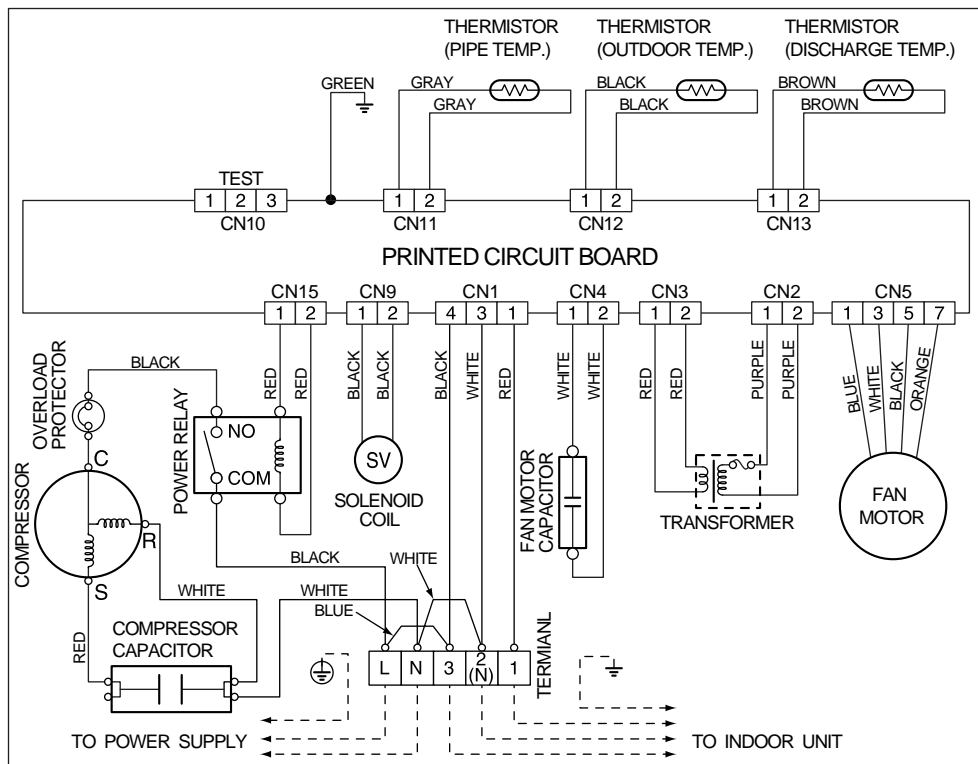 THERMISTOR
(PIPE TEMP.)
THERMISTOR
(OUTDOOR TEMP.)
THERMISTOR
(DISCHARGE TEMP.)
GREEN
GRAY
GRAY
BLACK
BLACK
BROWN
BROWN
TEST
1 2 3
CN10
1 2
CN11
1 2
CN12
1 2
CN13
PRINTED CIRCUIT BOARD
CN15
1 2
CN9
1 2
CN1
4 3 1
CN4
1 2
CN3
1 2
CN2
1 2
CN5
1 3 5 7
OVERLOAD
PROTECTOR
BLACK
RED
RED
BLACK
BLACK
BLACK
WHITE
RED
WHITE
WHITE
RED
RED
PURPLE
PURPLE
BLUE
WHITE
BLACK
ORANGE
POWER RELAY
NO
COM
SV
SOLENOID
COIL
FAN MOTOR
CAPACITOR
TRANSFORMER
FAN
MOTOR
COMPRESSOR
C
R
S
BLACK
WHITE
WHITE
WHITE
BLUE
RED
COMPRESSOR
CAPACITOR
L N 3 2 1
(N)
TERMIANL
TO POWER SUPPLY
TO INDOOR UNIT